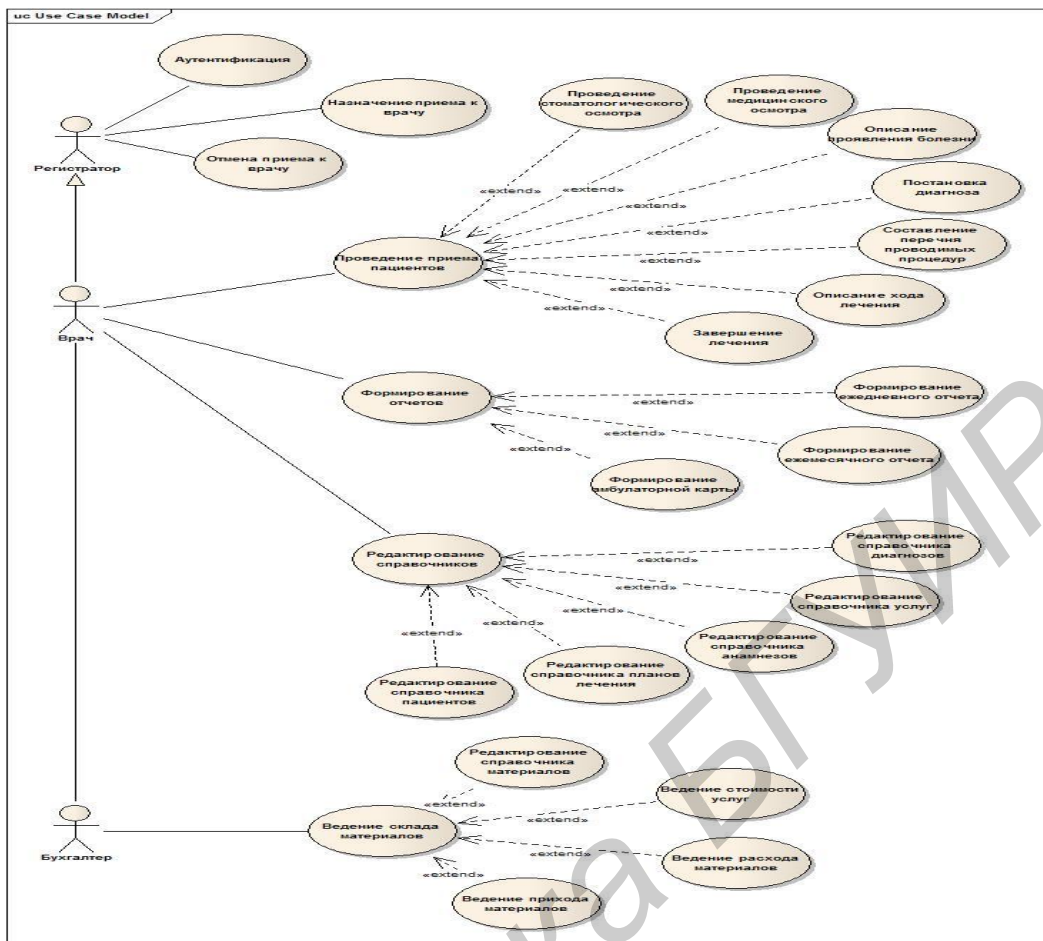 uc Use Case Model
Аутентификация
Назначение приема к
врачу
Отмена приема к
врачу
Регистратор
Проведение
стоматологического
осмотра
Проведение
медицинского
осмотра
Описание
проявления болезни
Постановка
диагноза
Составление
перечня
проводимых
процедур
Описание хода
лечения
Завершение
лечения
«extend»
«extend»
«extend»
«extend»
«extend»
«extend»
«extend»
Проведение приема
пациентов
Врач
Формирование
отчетов
Формирование
ежедневного отчета
Формирование
ежемесячного отчета
Формирование
амбулаторной карты
«extend»
«extend»
«extend»
Редактирование
справочников
Редактирование
справочника
диагнозов
Редактирование
справочника услуг
Редактирование
справочника
анамнезов
Редактирование
справочника планов
лечения
Редактирование
справочника
пациентов
«extend»
«extend»
«extend»
«extend»
«extend»
Редактирование
справочника
материалов
Ведение стоимости
услуг
Ведение расхода
материалов
Ведение прихода
материалов
«extend»
«extend»
«extend»
«extend»
Ведение склада
материалов
Бухгалтер
ка БГУИР